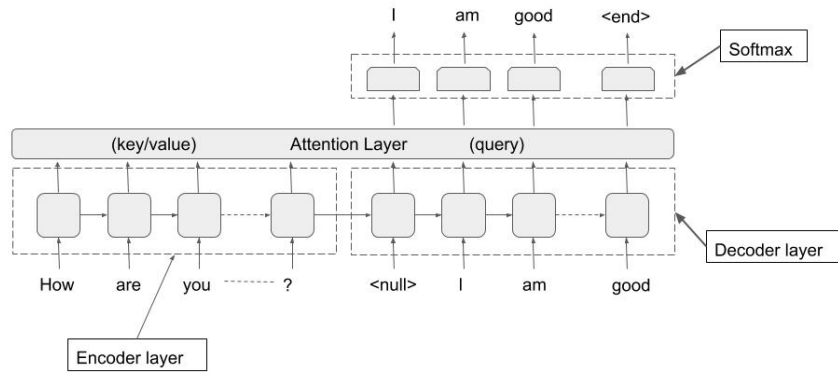 I am good <end>
Softmax
(key/value) Attention Layer (query)
How are you ? <null> I am good
Decoder layer
Encoder layer